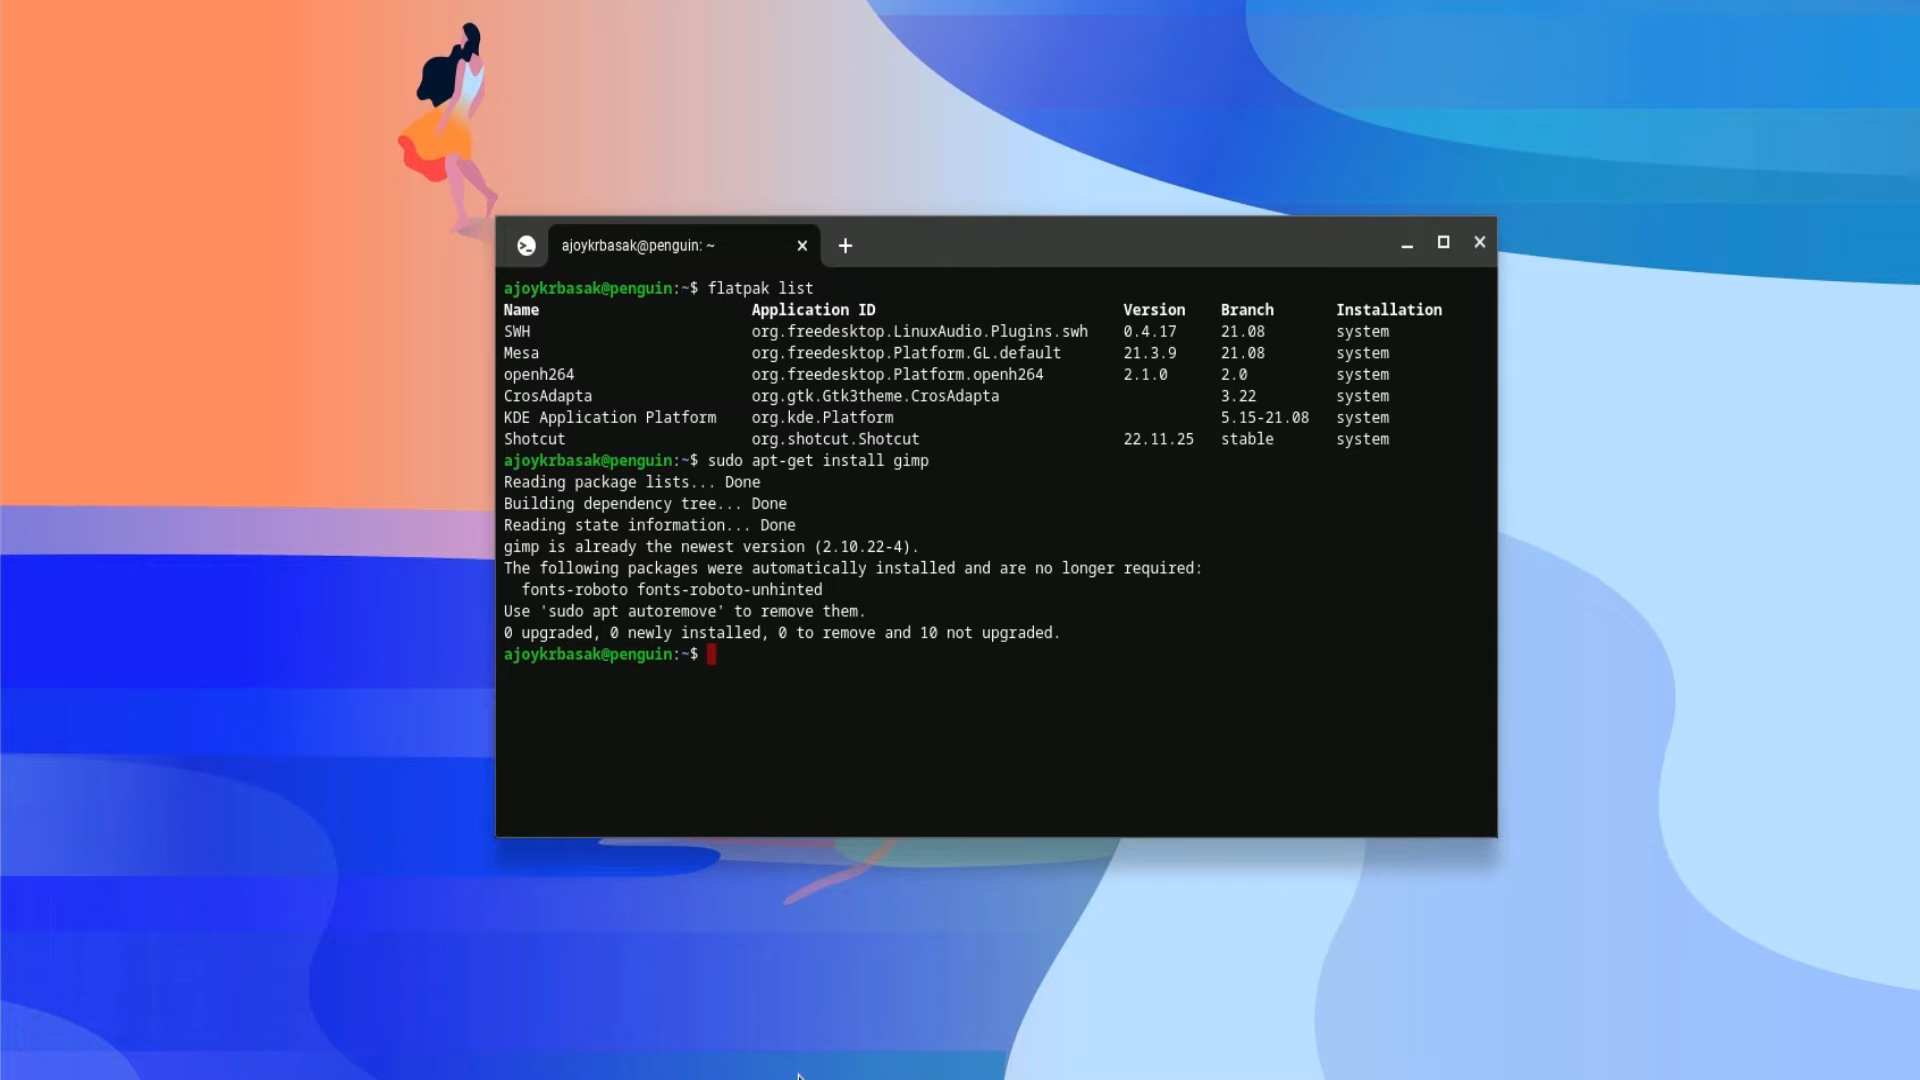 ajoykrbasak@penguin: ~
ajoykrbasak@penguin:~$ flatpak list
Name Application ID Version Branch Installation
SWH org.freedesktop.LinuxAudio.Plugins.swh 0.4.17 21.08 system
Mesa org.freedesktop.Platform.GL.default 21.3.9 21.08 system
openh264 org.freedesktop.Platform.openh264 2.1.0 2.0 system
CrosAdapta org.gtk.Gtk3theme.CrosAdapta 3.22 system
KDE Application Platform org.kde.Platform 5.15-21.08 system
Shotcut org.shotcut.Shotcut 22.11.25 stable system
ajoykrbasak@penguin:~$ sudo apt-get install gimp
Reading package lists... Done
Building dependency tree... Done
Reading state information... Done
gimp is already the newest version (2.10.22-4).
The following packages were automatically installed and are no longer required:
  fonts-roboto fonts-roboto-unhinted
Use 'sudo apt autoremove' to remove them.
0 upgraded, 0 newly installed, 0 to remove and 10 not upgraded.
ajoykrbasak@penguin:~$